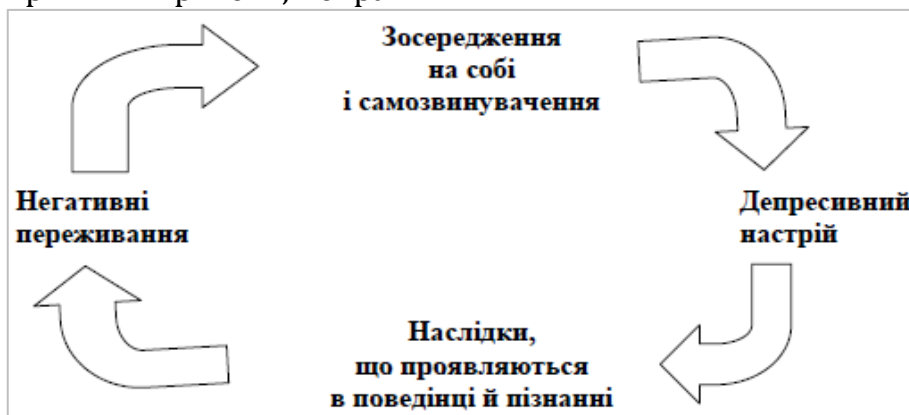 Зосередження
на собі
і самозвинувачення
Негативні
переживання
Депресивний
настрій
Наслідки,
що проявляються
в поведінці й пізнанні